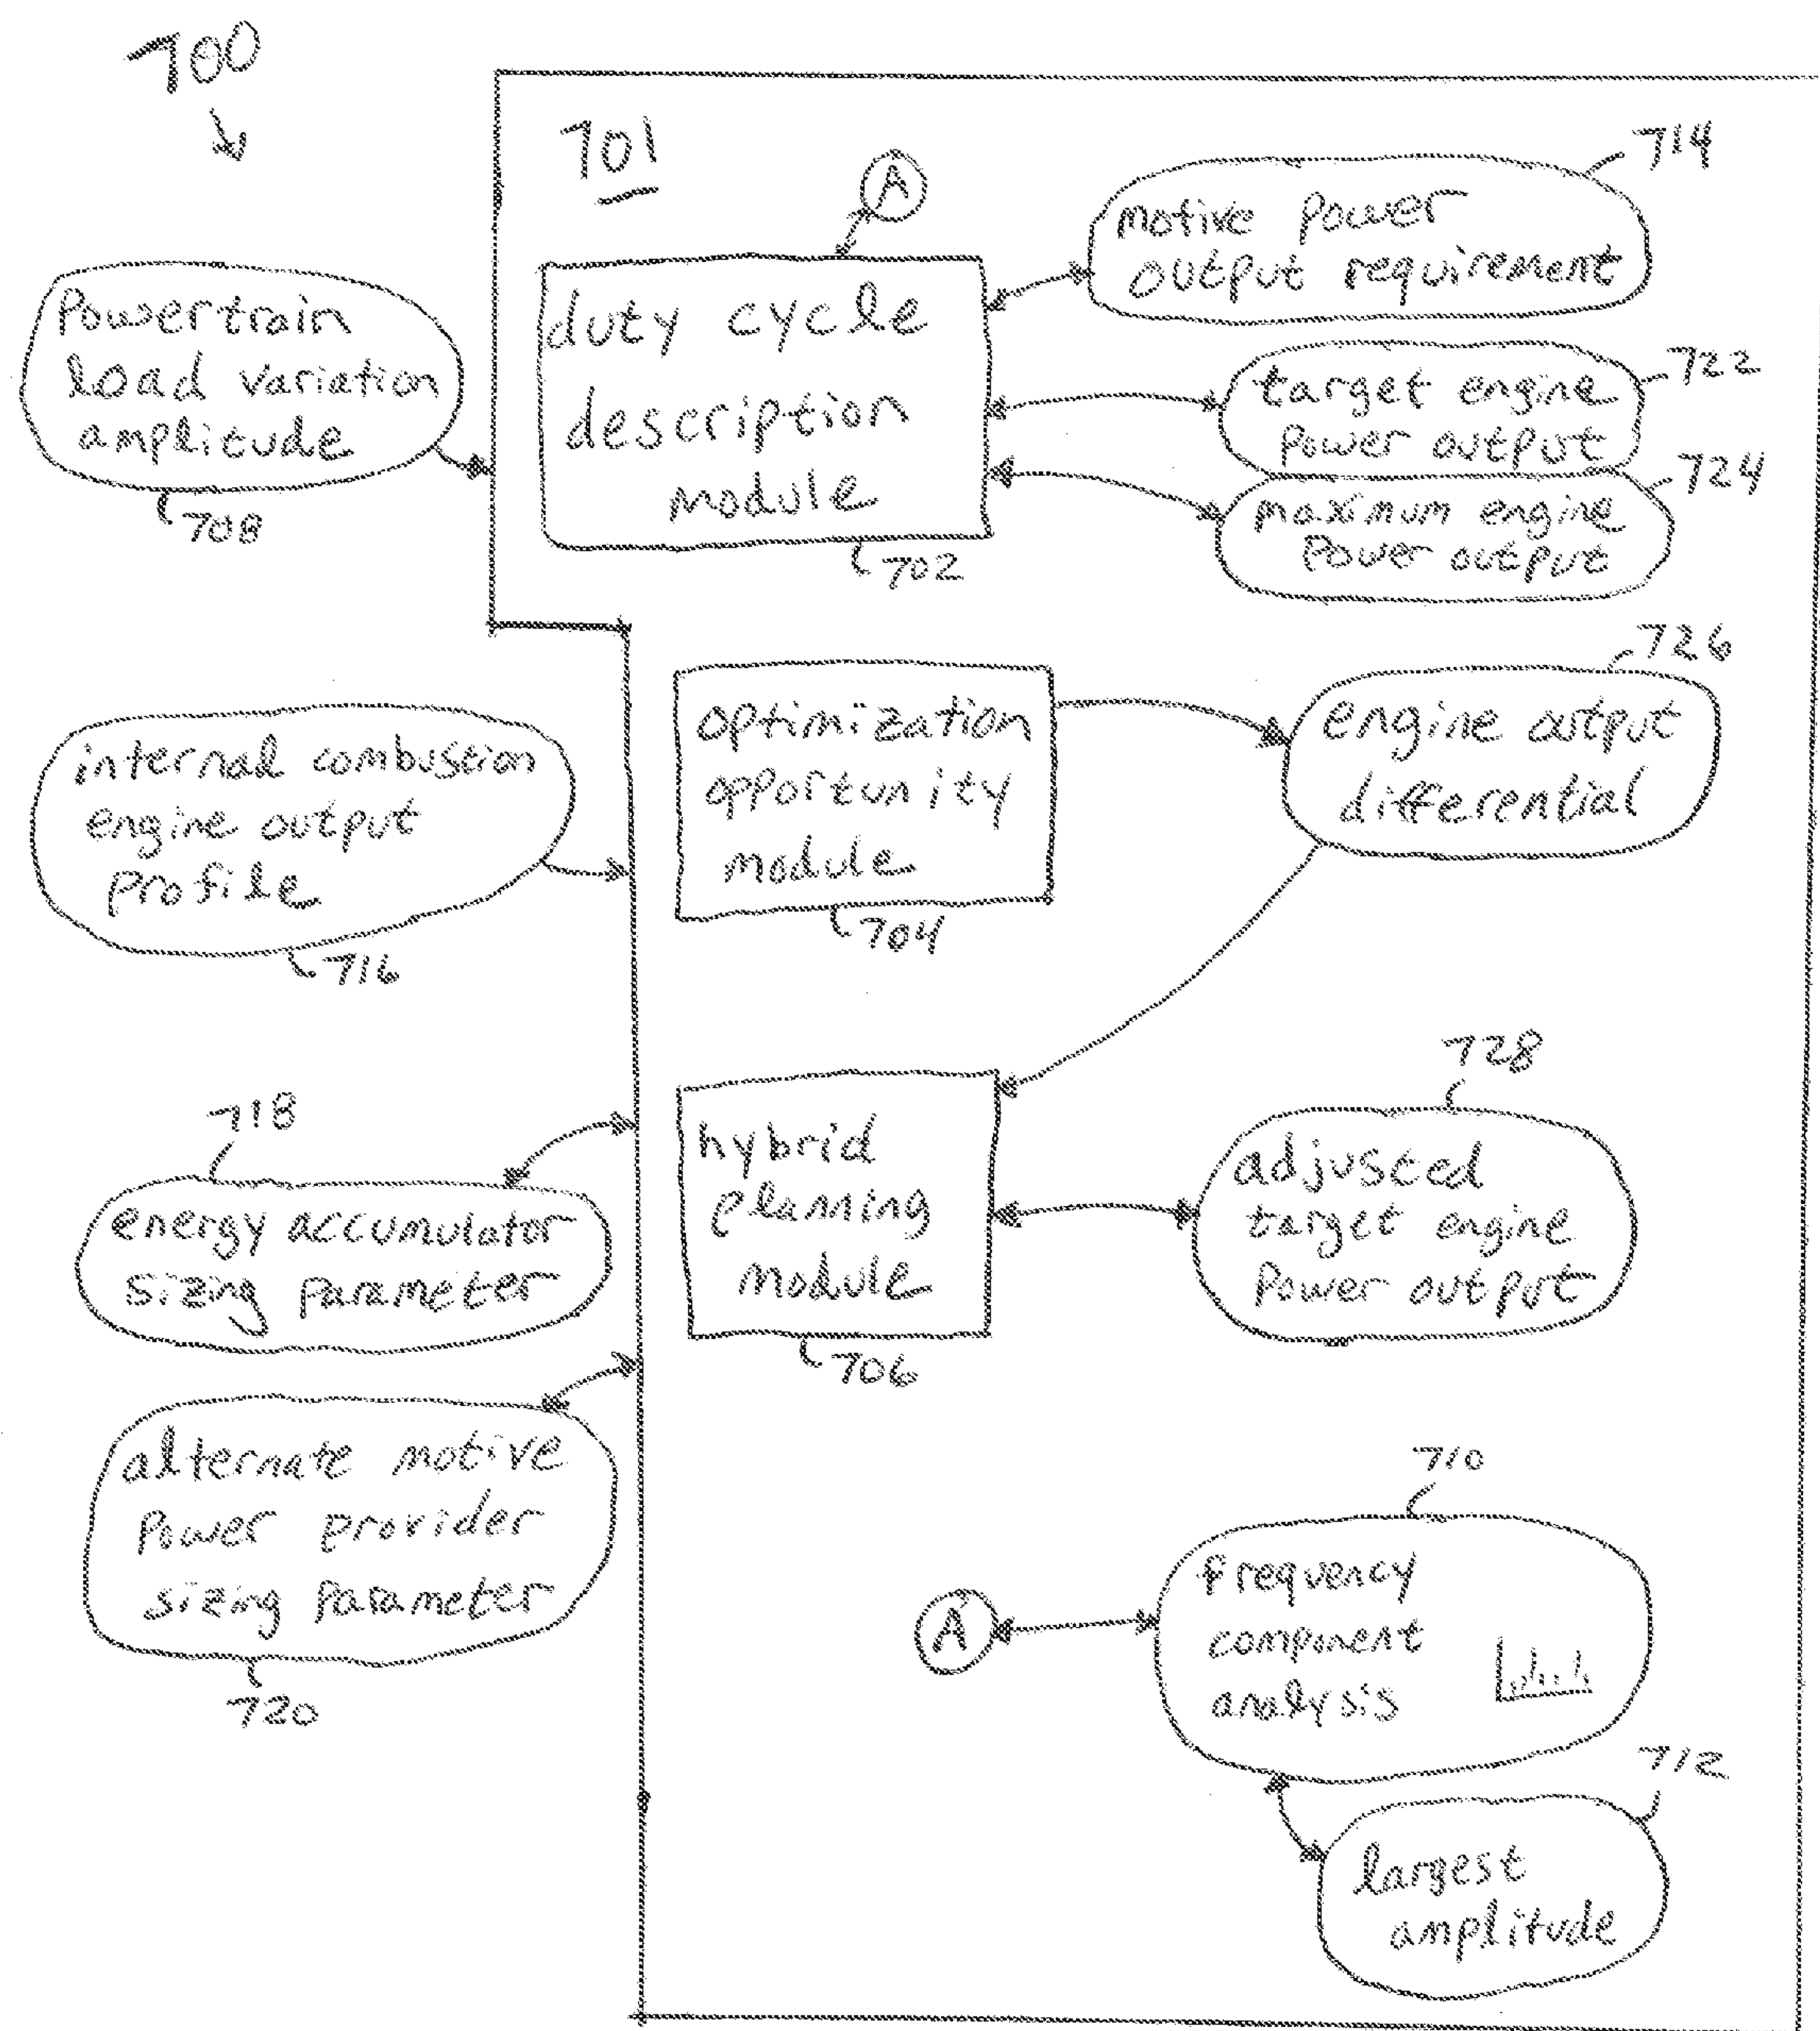 700
701
A
714
motive power
output requirement
Powertrain
load variation
amplitude
708
duty cycle
description
module
702
722
target engine
power output
724
maximum engine
power output
726
optimization
opportunity
module
704
engine output
differential
internal combustion
engine output
profile
716
718
energy accumulator
sizing parameter
hybrid
planning
module
706
728
adjusted
target engine
power output
alternate motive
power provider
sizing parameter
720
710
A
frequency
component
analysis
712
largest
amplitude